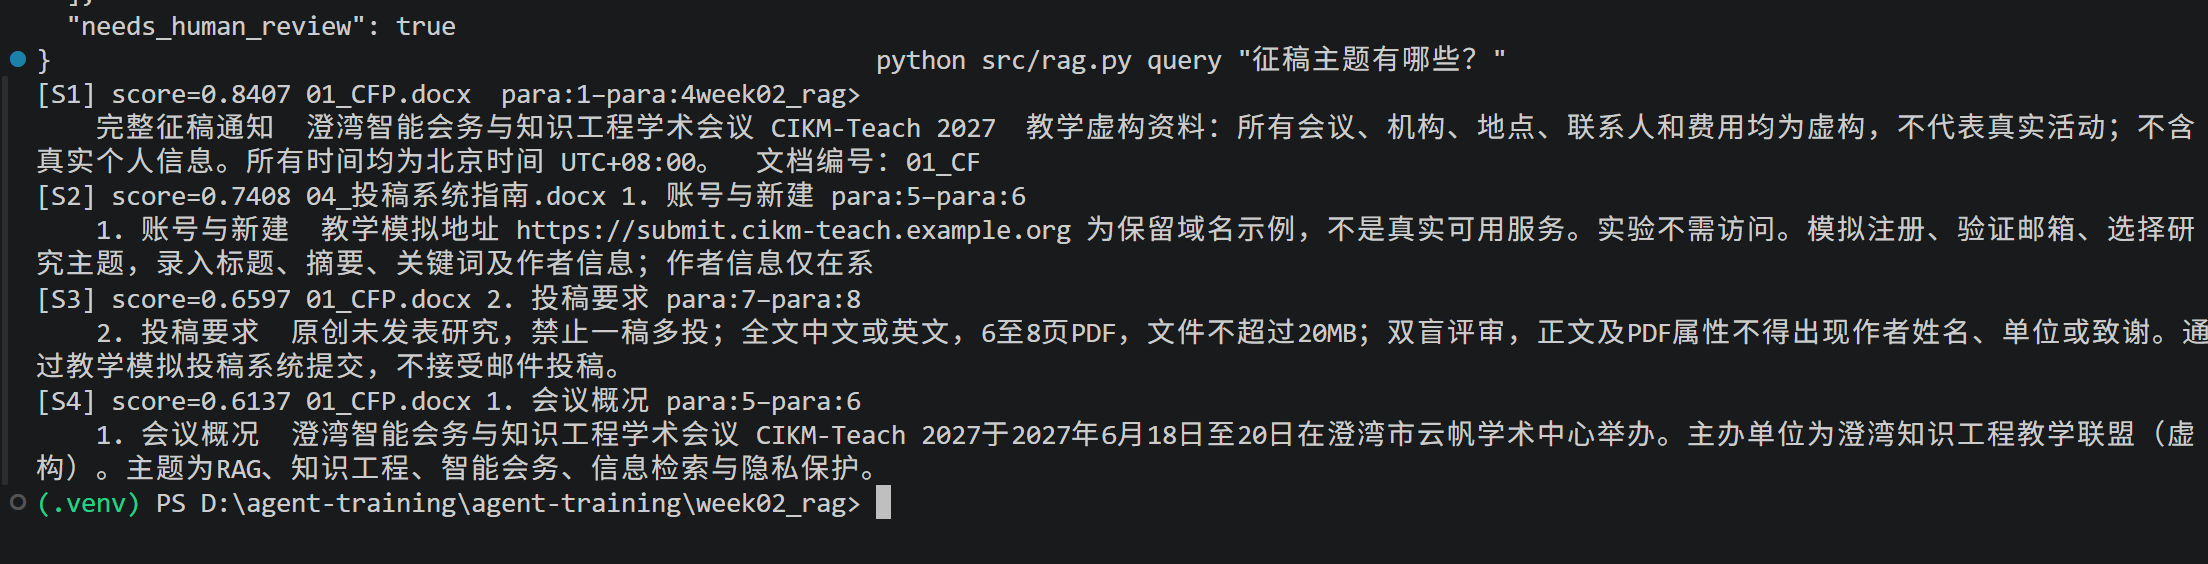 ],
"needs_human_review": true
} python src/rag.py query "征稿主题有哪些？"
[S1] score=0.8407 01_CFP.docx  para:1–para:4week02_rag>
完整征稿通知  澄湾智能会务与知识工程学术会议 CIKM-Teach 2027  教学虚构资料：所有会议、机构、地点、联系人和费用均为虚构，不代表真实活动；不含
真实个人信息。所有时间均为北京时间 UTC+08:00。  文档编号：01_CF
[S2] score=0.7408 04_投稿系统指南.docx 1. 账号与新建 para:5–para:6
1. 账号与新建  教学模拟地址 https://submit.cikm-teach.example.org 为保留域名示例，不是真实可用服务。实验不需访问。模拟注册、验证邮箱、选择研
究主题，录入标题、摘要、关键词及作者信息；作者信息仅在系
[S3] score=0.6597 01_CFP.docx 2. 投稿要求 para:7–para:8
2. 投稿要求  原创未发表研究，禁止一稿多投；全文中文或英文，6至8页PDF，文件不超过20MB；双盲评审，正文及PDF属性不得出现作者姓名、单位或致谢。通
过教学模拟投稿系统提交，不接受邮件投稿。
[S4] score=0.6137 01_CFP.docx 1. 会议概况 para:5–para:6
1. 会议概况  澄湾智能会务与知识工程学术会议 CIKM-Teach 2027于2027年6月18日至20日在澄湾市云帆学术中心举办。主办单位为澄湾知识工程教学联盟（虚
构）。主题为RAG、知识工程、智能会务、信息检索与隐私保护。
(.venv) PS D:\agent-training\agent-training\week02_rag>